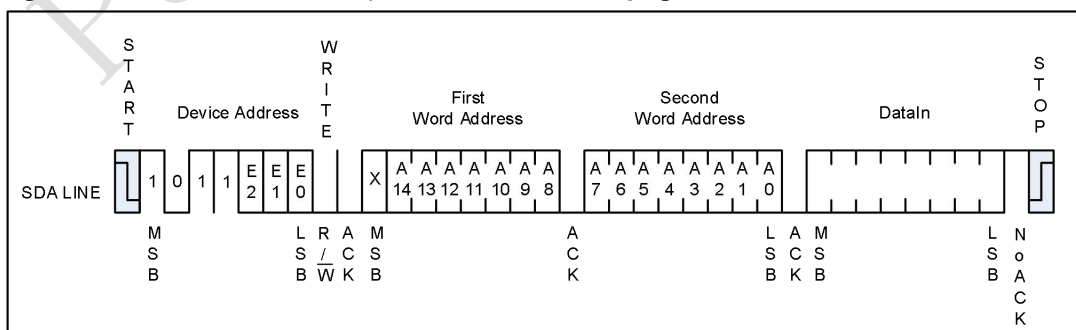 START
WRITE
STOP
Device Address
First
Word Address
Second
Word Address
DataIn
SDA LINE
1 0 1 1 E2 E1 E0
X A14 A13 A12 A11 A10 A9 A8
A7 A6 A5 A4 A3 A2 A1 A0
MSB
LSB
R/W
ACK
MSB
ACK
LSB
ACK
MSB
LSB
NoACK